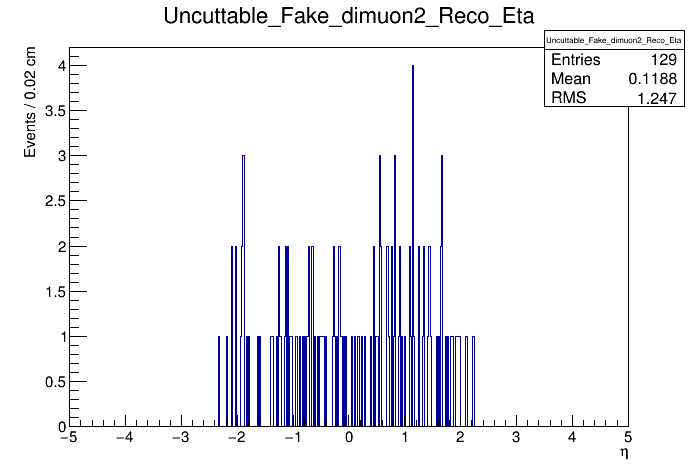 Uncuttable_Fake_dimuon2_Reco_Eta
Uncuttable_Fake_dimuon2_Reco_Eta
Entries 129
Mean 0.1188
RMS 1.247
Events / 0.02 cm
4
3.5
3
2.5
2
1.5
1
0.5
0
−5 −4 −3 −2 −1 0 1 2 3 4 5
η